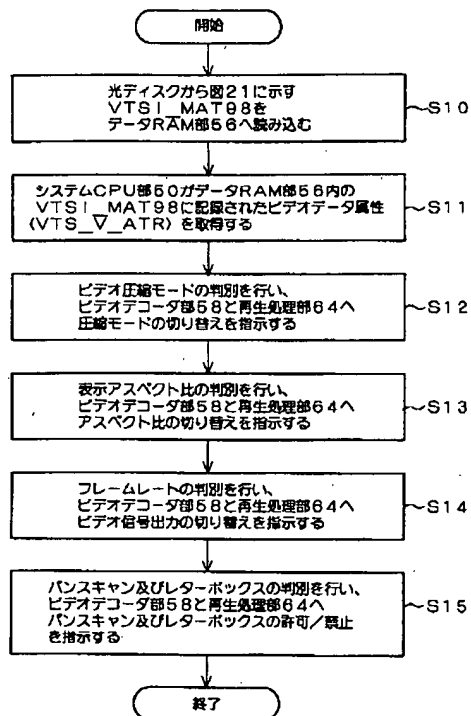 開始
光ディスクから図21に示す
VTSI_MAT98を
データRAM部56へ読み込む
~S10
システムCPU部50がデータRAM部56内の
VTSI_MAT98に記録されたビデオデータ属性
(VTS_V_ATR)を取得する
~S11
ビデオ圧縮モードの判別を行い、
ビデオデコーダ部58と再生処理部64へ
圧縮モードの切り替えを指示する
~S12
表示アスペクト比の判別を行い、
ビデオデコーダ部58と再生処理部64へ
アスペクト比の切り替えを指示する
~S13
フレームレートの判別を行い、
ビデオデコーダ部58と再生処理部64へ
ビデオ信号出力の切り替えを指示する
~S14
パンスキャン及びレターボックスの判別を行い、
ビデオデコーダ部58と再生処理部64へ
パンスキャン及びレターボックスの許可/禁止
を指示する
~S15
終了